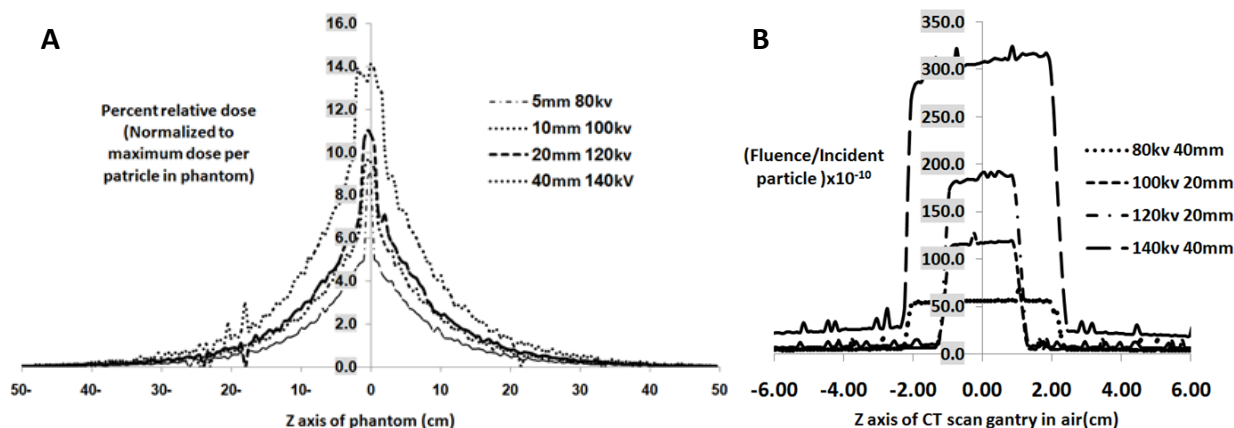 A
Percent relative dose
(Normalized to
maximum dose per
patricle in phantom)
16.0
14.0
12.0
10.0
8.0
6.0
4.0
2.0
0.0
5mm 80kv
10mm 100kv
20mm 120kv
40mm 140kV
50- 40- 30- 20- 10- 0 10 20 30 40 50
Z axis of phantom (cm)
B
(Fluence/Incident
particle )x10-10
350.0
300.0
250.0
200.0
150.0
100.0
50.0
0.0
80kv 40mm
100kv 20mm
120kv 20mm
140kv 40mm
-6.00 -4.00 -2.00 0.00 2.00 4.00 6.00
Z axis of CT scan gantry in air(cm)